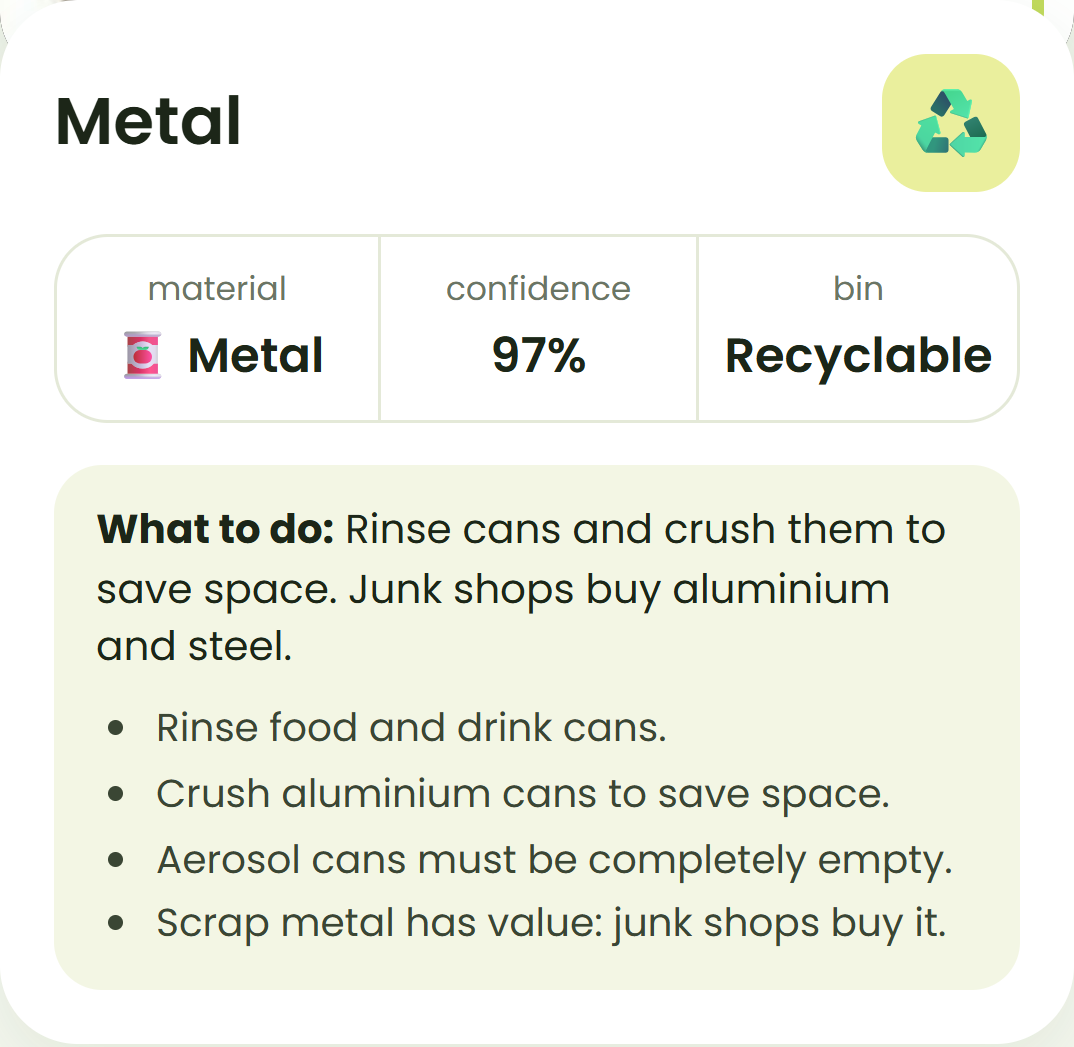 Metal
material
Metal
confidence
97%
bin
Recyclable
What to do: Rinse cans and crush them to
save space. Junk shops buy aluminium
and steel.
Rinse food and drink cans.
Crush aluminium cans to save space.
Aerosol cans must be completely empty.
Scrap metal has value: junk shops buy it.